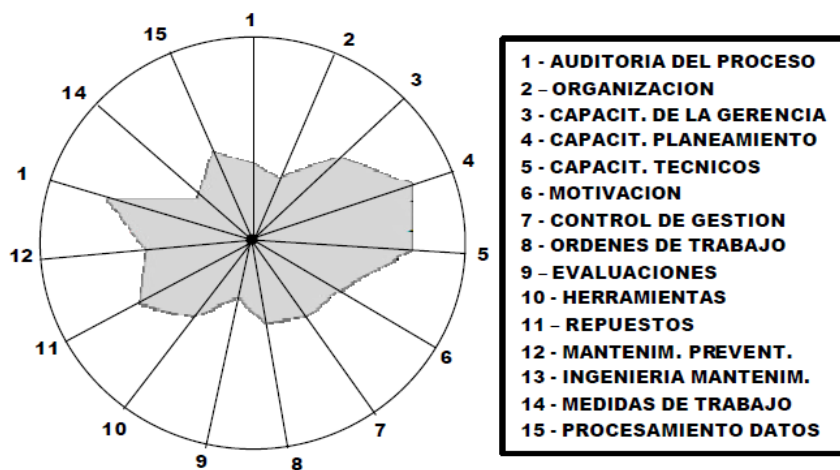 1
2
3
4
5
6
7
8
9
10
11
12
1
14
15
1 - AUDITORIA DEL PROCESO
2 – ORGANIZACION
3 - CAPACIT. DE LA GERENCIA
4 - CAPACIT. PLANEAMIENTO
5 - CAPACIT. TECNICOS
6 - MOTIVACION
7 - CONTROL DE GESTION
8 - ORDENES DE TRABAJO
9 – EVALUACIONES
10 - HERRAMIENTAS
11 – REPUESTOS
12 - MANTENIM. PREVENT.
13 - INGENIERIA MANTENIM.
14 - MEDIDAS DE TRABAJO
15 - PROCESAMIENTO DATOS